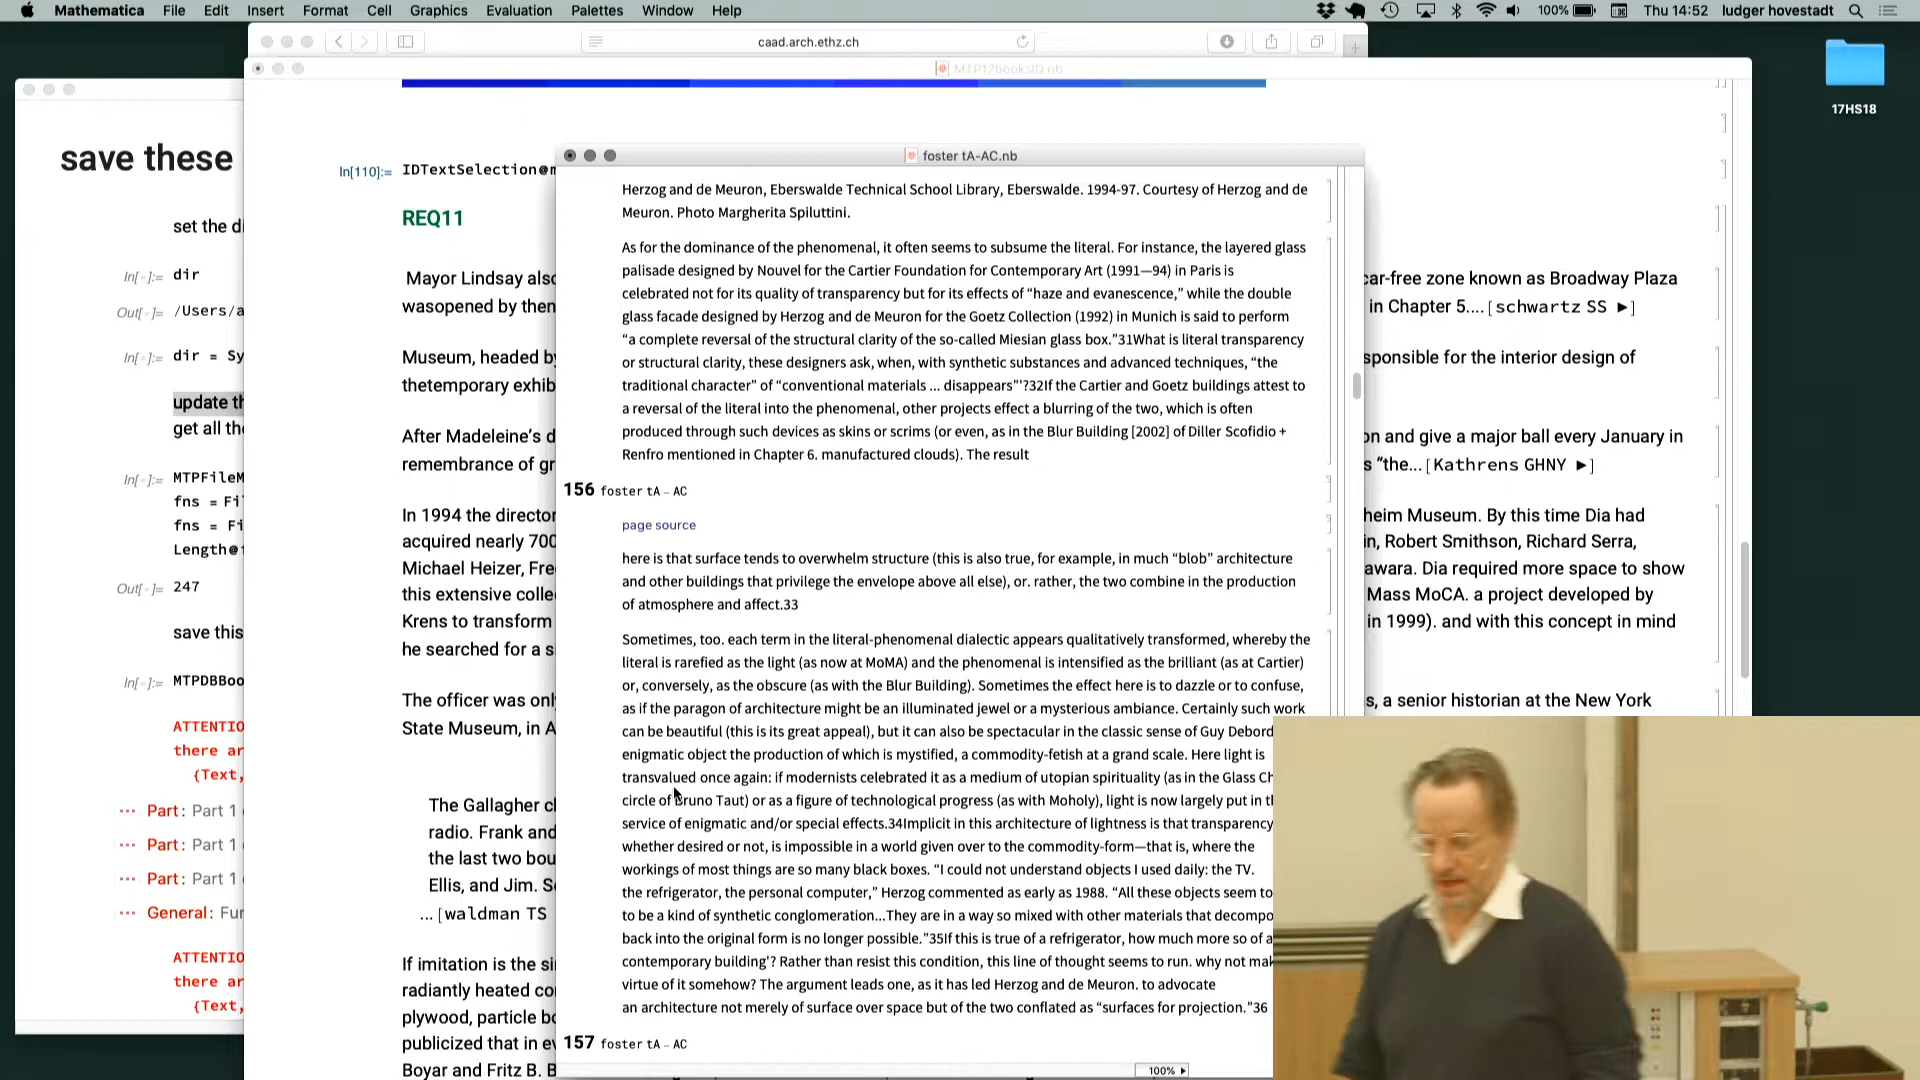 Mathematica File Edit Insert Format Cell Graphics Evaluation Palettes Window Help
100% Thu 14:52 ludger hovestadt
caad.arch.ethz.ch
17HS18
MTP17booksID.nb
save these
set the di
In[-]:= dir
Out[-]= /Users/a
In[-]:= dir = Sy
update th
get all the
In[-]:= MTPFileM
fns = Fil
fns = Fi
Length@f
Out[-]= 247
save this
In[-]:= MTPDBBoo
ATTENTIO
there ar
{Text,
Part: Part 1
Part: Part 1
Part: Part 1
General: Fur
ATTENTIO
there ar
{Text,
In[110]:= IDTextSelection@m
REQ11
Mayor Lindsay also
wasopened by then
Museum, headed by
thetemporary exhib
After Madeleine’s d
remembrance of gr
In 1994 the director
acquired nearly 700
Michael Heizer, Fre
this extensive colle
Krens to transform
he searched for a s
The officer was only
State Museum, in A
The Gallagher cl
radio. Frank and
the last two bou
Ellis, and Jim. So
... [waldman TS
If imitation is the sin
radiantly heated cor
plywood, particle bo
publicized that in ev
Boyar and Fritz B. B
foster tA-AC.nb
Herzog and de Meuron, Eberswalde Technical School Library, Eberswalde. 1994-97. Courtesy of Herzog and de
Meuron. Photo Margherita Spiluttini.
As for the dominance of the phenomenal, it often seems to subsume the literal. For instance, the layered glass
palisade designed by Nouvel for the Cartier Foundation for Contemporary Art (1991—94) in Paris is
celebrated not for its quality of transparency but for its effects of “haze and evanescence,” while the double
glass facade designed by Herzog and de Meuron for the Goetz Collection (1992) in Munich is said to perform
“a complete reversal of the structural clarity of the so-called Miesian glass box.”31What is literal transparency
or structural clarity, these designers ask, when, with synthetic substances and advanced techniques, “the
traditional character” of “conventional materials ... disappears”'?32If the Cartier and Goetz buildings attest to
a reversal of the literal into the phenomenal, other projects effect a blurring of the two, which is often
produced through such devices as skins or scrims (or even, as in the Blur Building [2002] of Diller Scofidio +
Renfro mentioned in Chapter 6. manufactured clouds). The result
156 foster tA – AC
page source
here is that surface tends to overwhelm structure (this is also true, for example, in much “blob” architecture
and other buildings that privilege the envelope above all else), or. rather, the two combine in the production
of atmosphere and affect.33
Sometimes, too. each term in the literal-phenomenal dialectic appears qualitatively transformed, whereby the
literal is rarefied as the light (as now at MoMA) and the phenomenal is intensified as the brilliant (as at Cartier)
or, conversely, as the obscure (as with the Blur Building). Sometimes the effect here is to dazzle or to confuse,
as if the paragon of architecture might be an illuminated jewel or a mysterious ambiance. Certainly such work
can be beautiful (this is its great appeal), but it can also be spectacular in the classic sense of Guy Debord
enigmatic object the production of which is mystified, a commodity-fetish at a grand scale. Here light is
transvalued once again: if modernists celebrated it as a medium of utopian spirituality (as in the Glass Ch
circle of Bruno Taut) or as a figure of technological progress (as with Moholy), light is now largely put in th
service of enigmatic and/or special effects.34Implicit in this architecture of lightness is that transparency
whether desired or not, is impossible in a world given over to the commodity-form—that is, where the
workings of most things are so many black boxes. “I could not understand objects I used daily: the TV.
the refrigerator, the personal computer,” Herzog commented as early as 1988. “All these objects seem to
to be a kind of synthetic conglomeration...They are in a way so mixed with other materials that decompo
back into the original form is no longer possible.”35If this is true of a refrigerator, how much more so of a
contemporary building'? Rather than resist this condition, this line of thought seems to run. why not mak
virtue of it somehow? The argument leads one, as it has led Herzog and de Meuron. to advocate
an architecture not merely of surface over space but of the two conflated as “surfaces for projection.”36
157 foster tA – AC
100%
car-free zone known as Broadway Plaza
in Chapter 5....[schwartz SS ►]
sponsible for the interior design of
on and give a major ball every January in
s “the...[Kathrens GHNY ►]
heim Museum. By this time Dia had
in, Robert Smithson, Richard Serra,
awara. Dia required more space to show
Mass MoCA. a project developed by
in 1999). and with this concept in mind
s, a senior historian at the New York